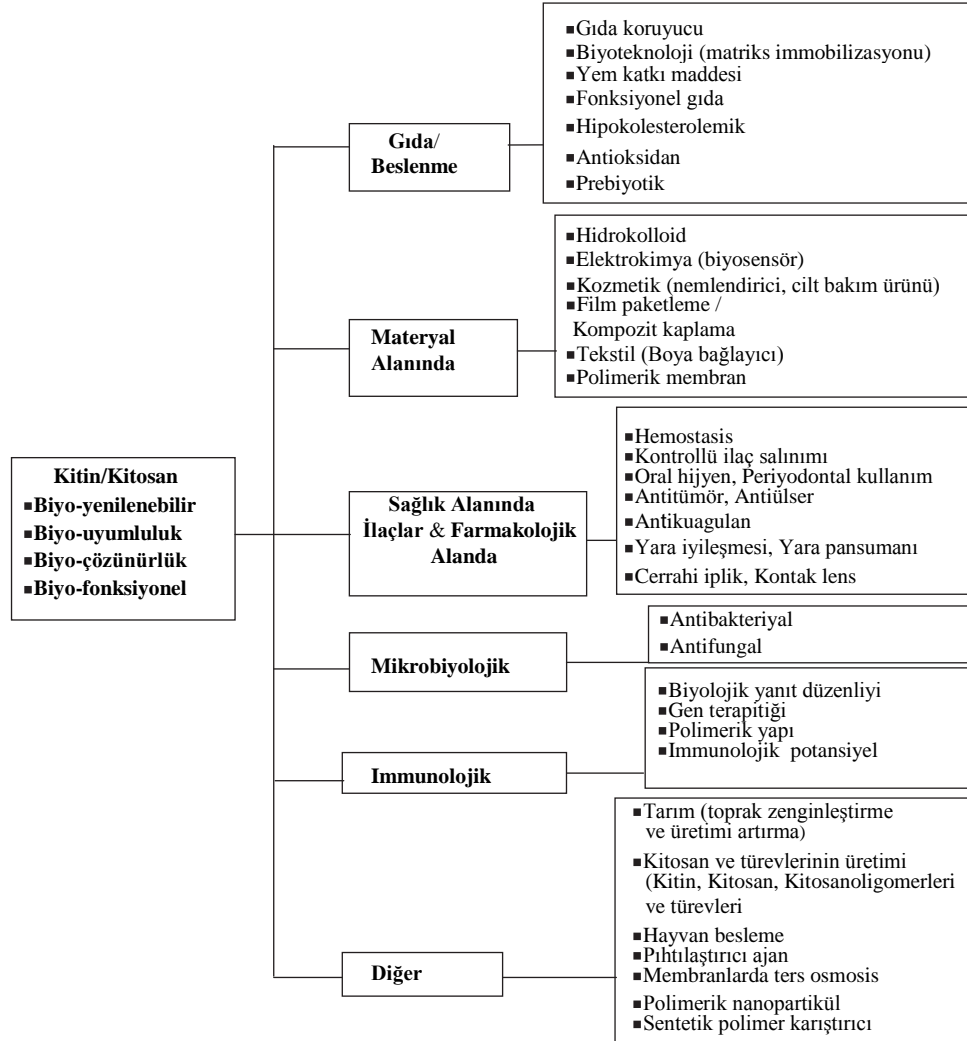 ▪Gıda koruyucu
▪Biyoteknoloji (matriks immobilizasyonu)
▪Yem katkı maddesi
▪Fonksiyonel gıda
▪Hipokolesterolemik
▪Antioksidan
▪Prebiyotik
Gıda/
Beslenme
▪Hidrokolloid
▪Elektrokimya (biyosensör)
▪Kozmetik (nemlendirici, cilt bakım ürünü)
▪Film paketleme /
Kompozit kaplama
▪Tekstil (Boya bağlayıcı)
▪Polimerik membran
Materyal
Alanında
Kitin/Kitosan
▪Biyo-yenilenebilir
▪Biyo-uyumluluk
▪Biyo-çözünürlük
▪Biyo-fonksiyonel
Sağlık Alanında
İlaçlar & Farmakolojik
Alanda
▪Hemostasis
▪Kontrollü ilaç salınımı
▪Oral hijyen, Periyodontal kullanım
▪Antitümör, Antiülser
▪Antikuagulan
▪Yara iyileşmesi, Yara pansumanı
▪Cerrahi iplik, Kontak lens
Mikrobiyolojik
▪Antibakteriyal
▪Antifungal
Immunolojik
▪Biyolojik yanıt düzenliyi
▪Gen terapitiği
▪Polimerik yapı
▪Immunolojik potansiyel
Diğer
▪Tarım (toprak zenginleştirme
ve üretimi artırma)
▪Kitosan ve türevlerinin üretimi
(Kitin, Kitosan, Kitosanoligomerleri
ve türevleri
▪Hayvan besleme
▪Pıhtılaştırıcı ajan
▪Membranlarda ters osmosis
▪Polimerik nanopartikül
▪Sentetik polimer karıştırıcı